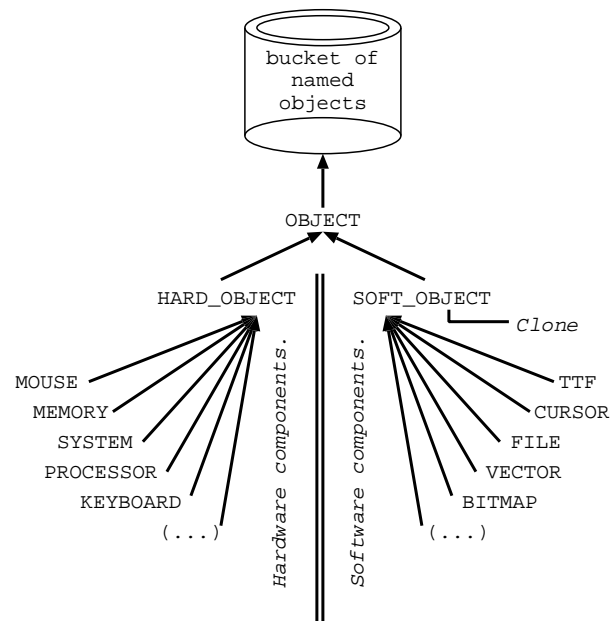 bucket of
named
objects
OBJECT
HARD_OBJECT
SOFT_OBJECT
Clone
MOUSE
MEMORY
SYSTEM
PROCESSOR
KEYBOARD
(...)
Hardware components.
Software components.
TTF
CURSOR
FILE
VECTOR
BITMAP
(...)